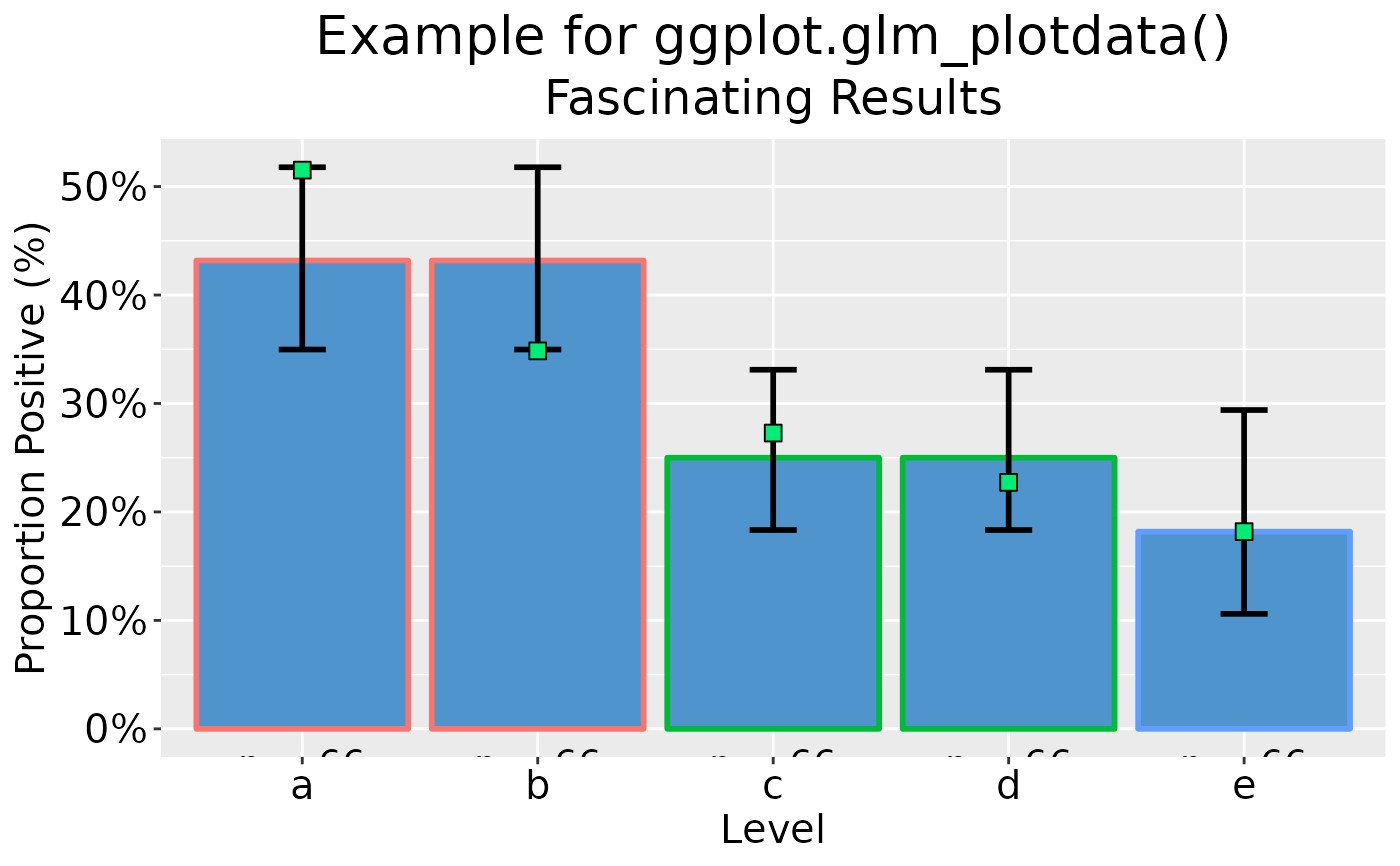 Example for ggplot.glm_plotdata()
Fascinating Results
Proportion Positive (%)
50%
40%
30%
20%
10%
0%
a b c d e
Level